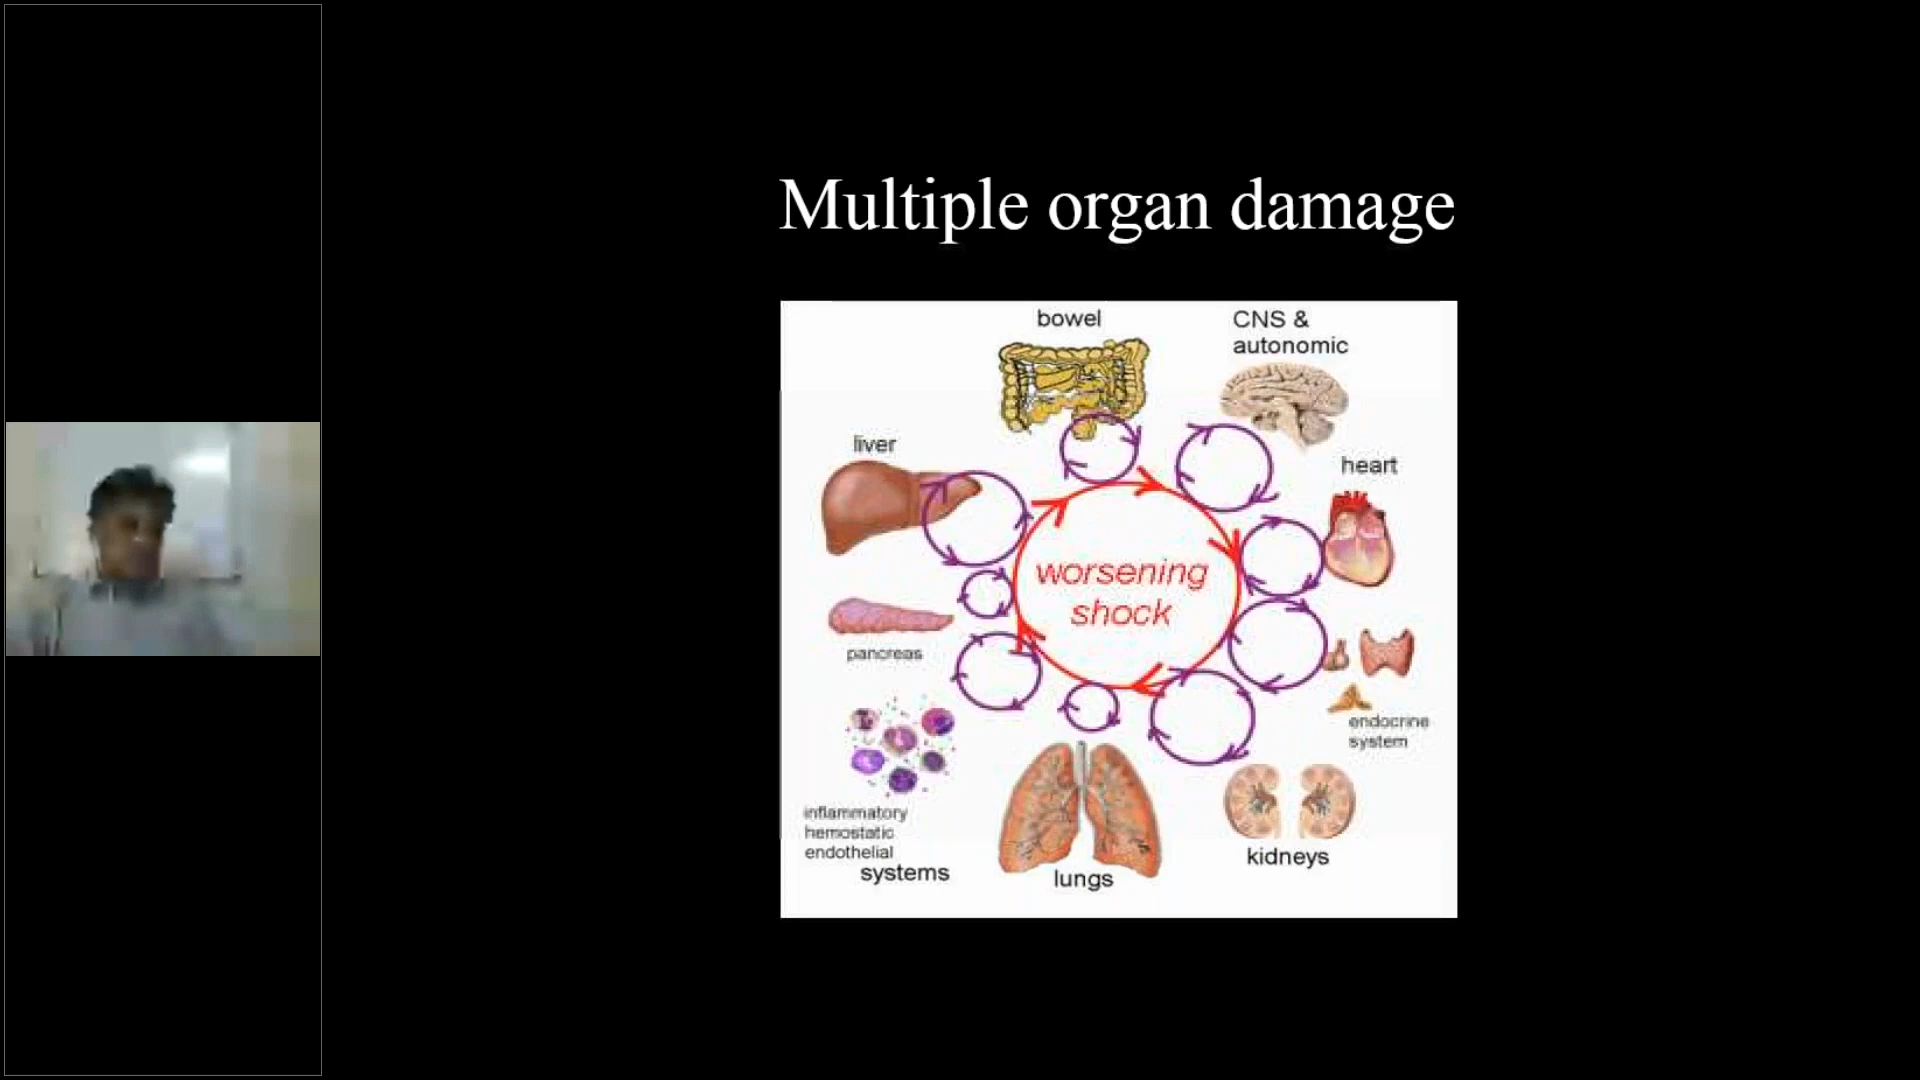 Multiple organ damage
bowel
CNS &
autonomic
liver
heart
worsening
shock
pancreas
endocrine
system
inflammatory
hemostatic
endothelial
systems
lungs
kidneys